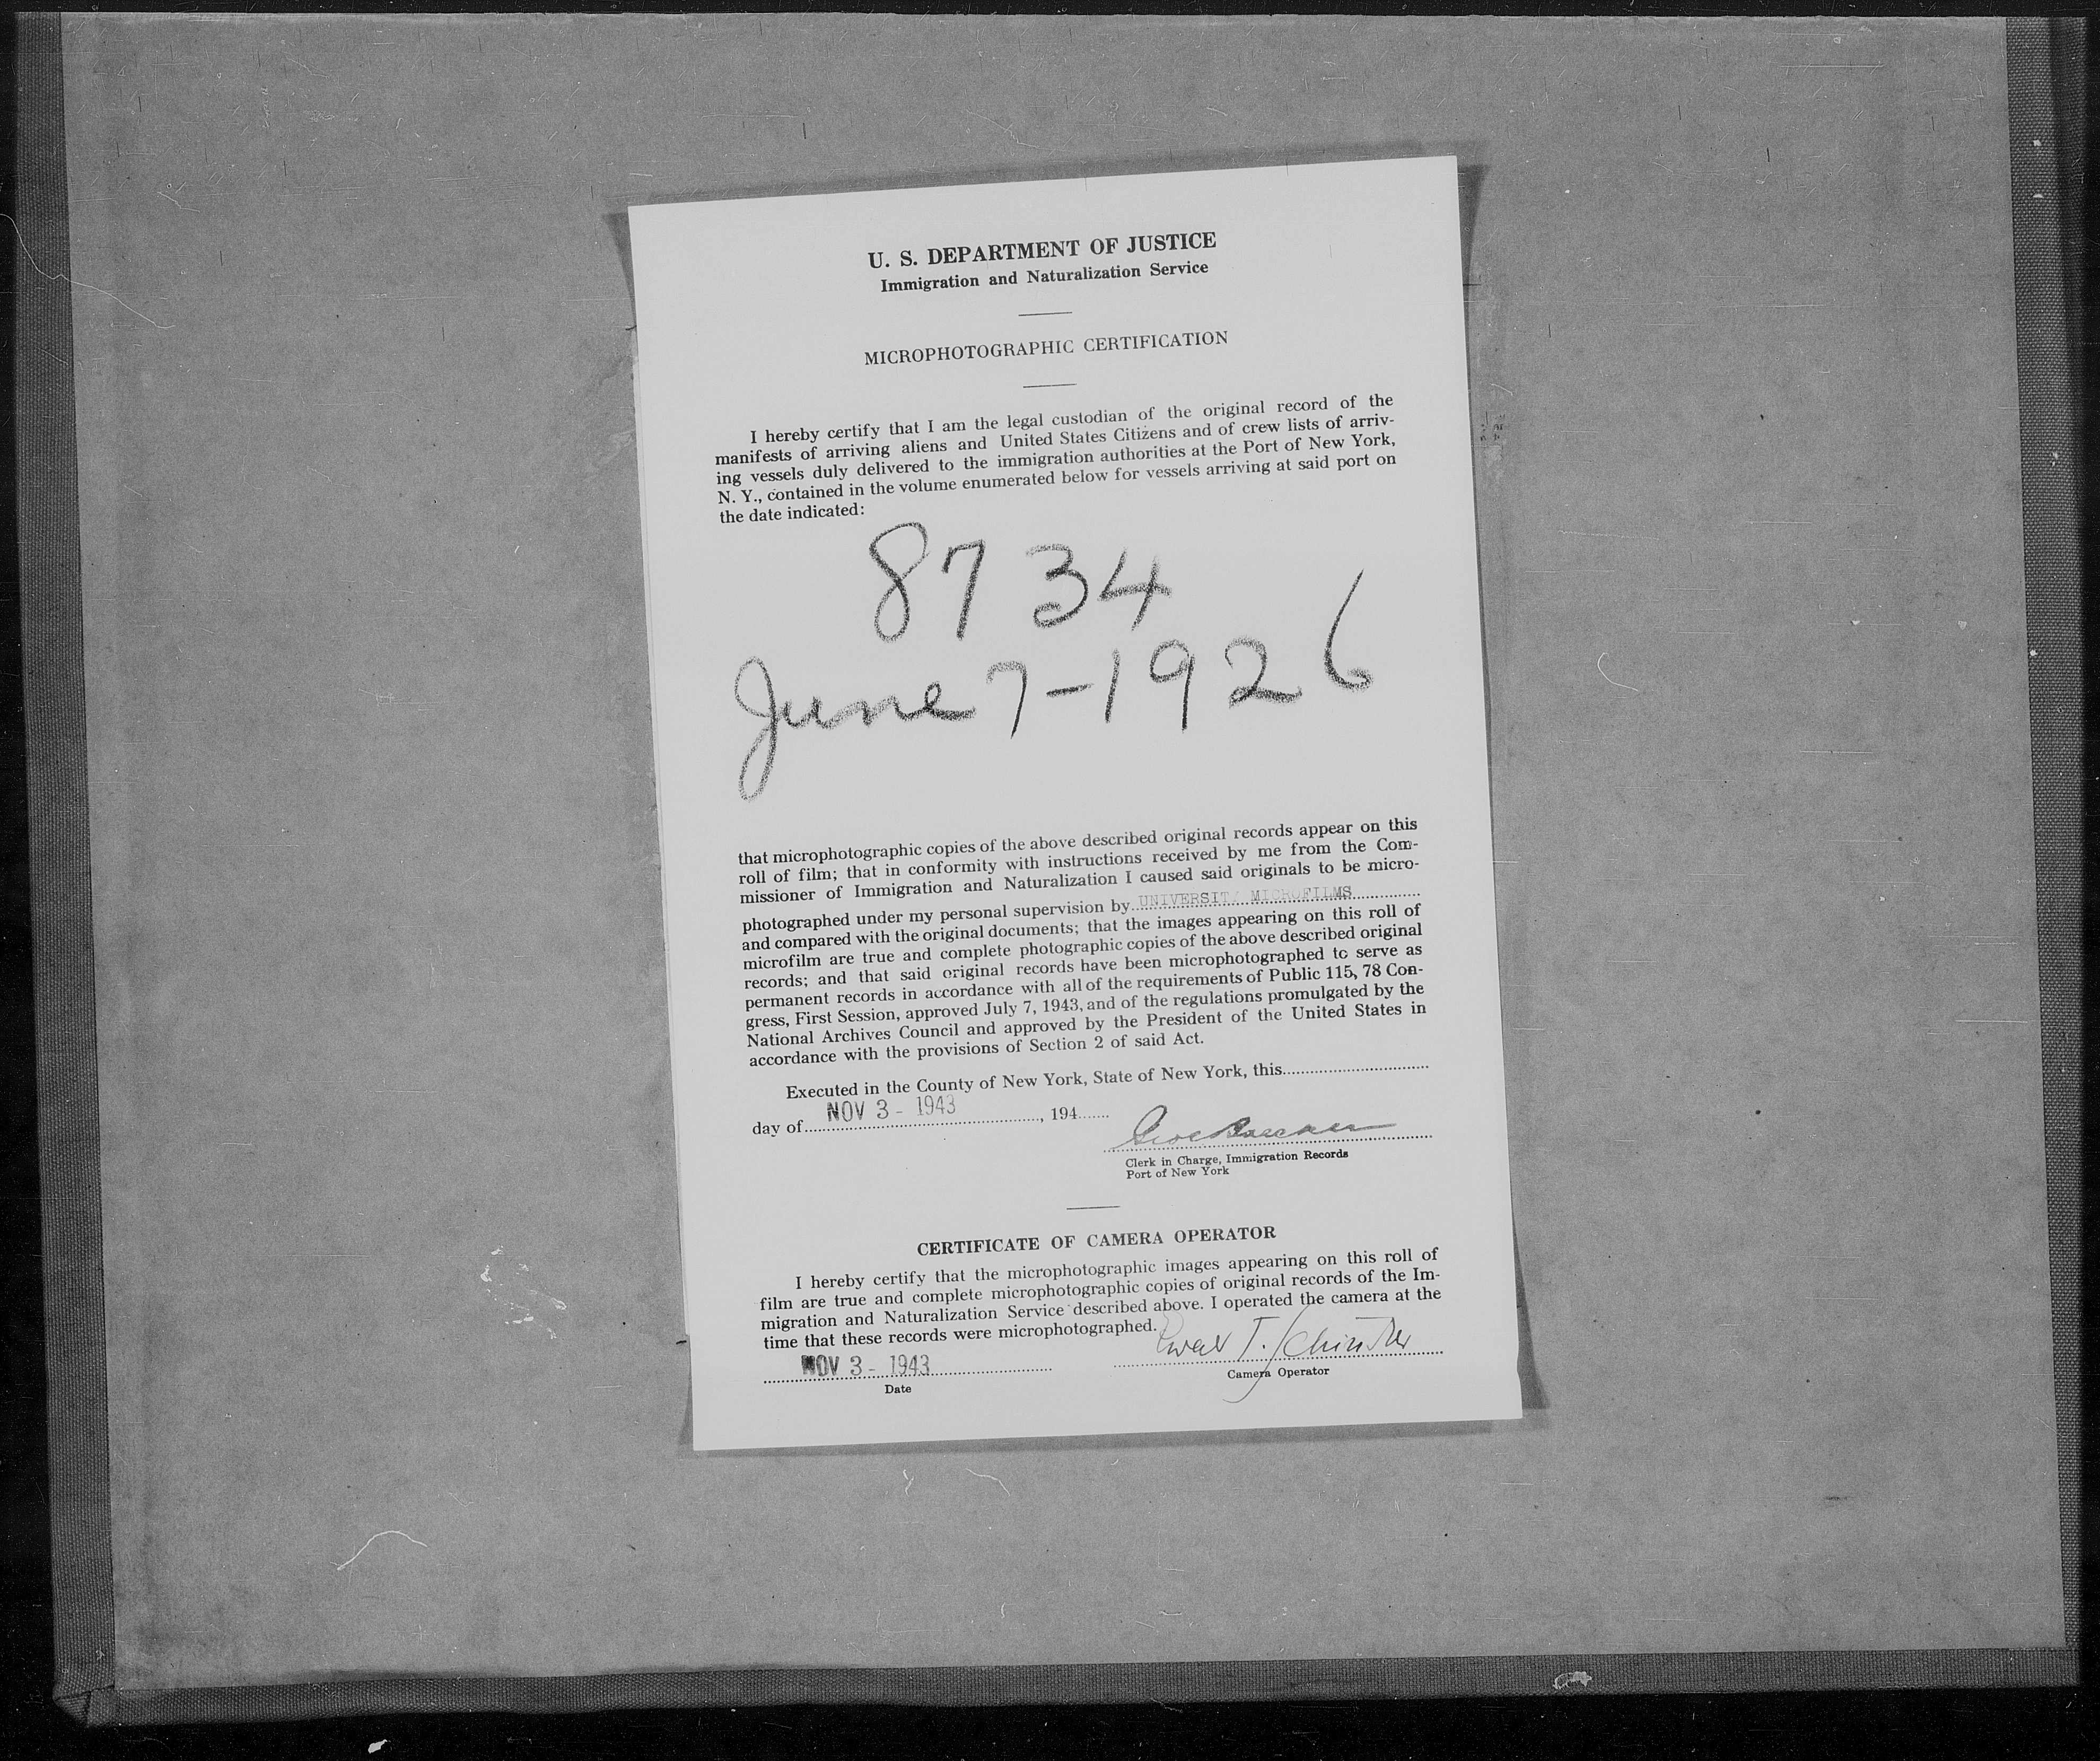 U. S. DEPARTMENT OF JUSTICE
Immigration and Naturalization Service
MICROPHOTOGRAPHIC CERTIFICATION
I hereby certify that I am the legal custodian of the original record of the
manifests of arriving aliens and United States Citizens and of crew lists of arriv-
ing vessels duly delivered to the immigration authorities at the Port of New York,
N. Y., contained in the volume enumerated below for vessels arriving at said port on
the date indicated:
8734
June 7-1926
that microphotographic copies of the above described original records appear on this
roll of film; that in conformity with instructions received by me from the Com-
missioner of Immigration and Naturalization I caused said originals to be micro-
photographed under my personal supervision by UNIVERSITY MICROFILMS
and compared with the original documents; that the images appearing on this roll of
microfilm are true and complete photographic copies of the above described original
records; and that said original records have been microphotographed to serve as
permanent records in accordance with all of the requirements of Public 115, 78 Con-
gress, First Session, approved July 7, 1943, and of the regulations promulgated by the
National Archives Council and approved by the President of the United States in
accordance with the provisions of Section 2 of said Act.
Executed in the County of New York, State of New York, this
day of NOV 3 - 1943, 194
Clerk in Charge, Immigration Records
Port of New York
CERTIFICATE OF CAMERA OPERATOR
I hereby certify that the microphotographic images appearing on this roll of
film are true and complete microphotographic copies of original records of the Im-
migration and Naturalization Service described above. I operated the camera at the
time that these records were microphotographed.
NOV 3 - 1943
Date
Camera Operator